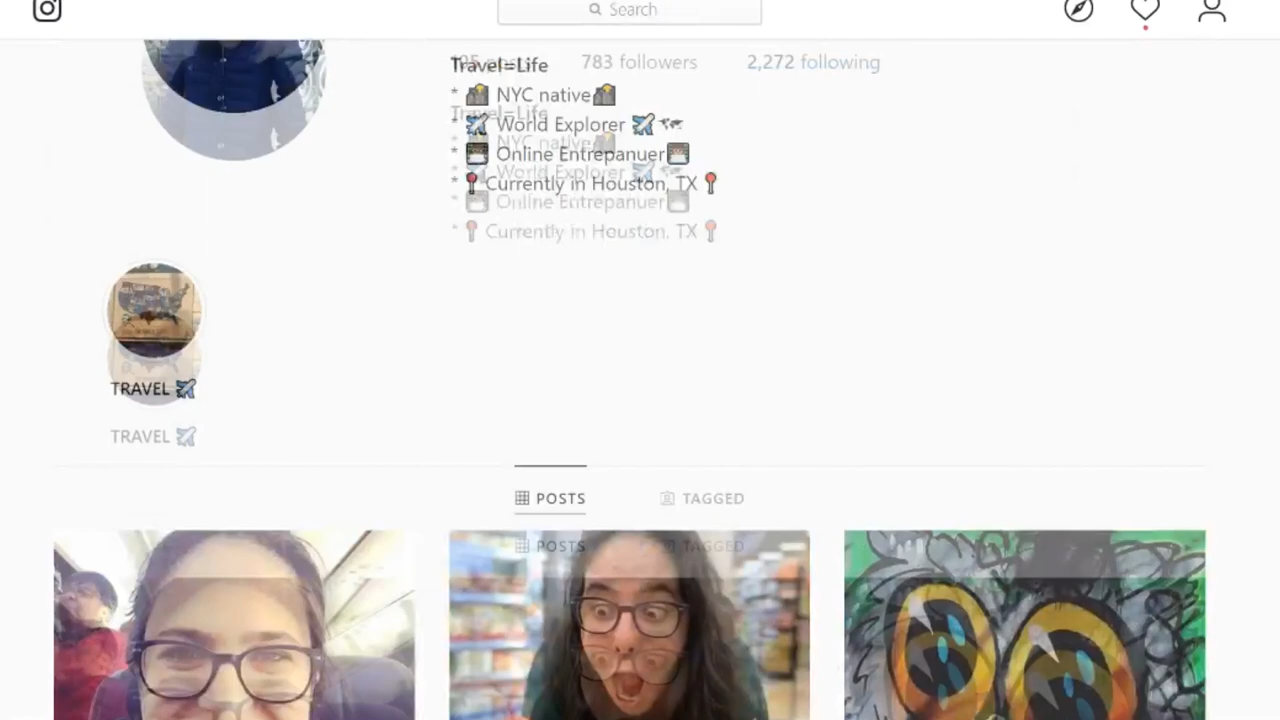 Search
783 followers 2,272 following
Travel=Life
* NYC native
* World Explorer
* Online Entrepanuer
* Currently in Houston, TX
Travel=Life
* NYC native
* World Explorer
* Online Entrepanuer
* Currently in Houston, TX
TRAVEL
TRAVEL
POSTS TAGGED
POSTS TAGGED